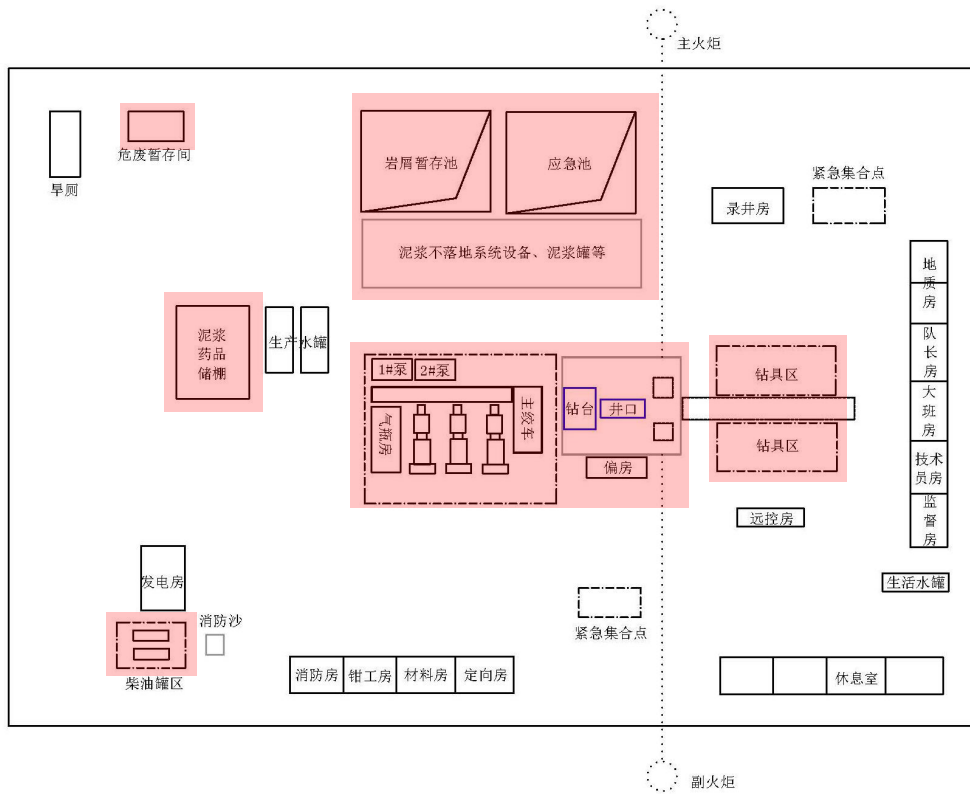 主火炬
危废暂存间
旱厕
岩屑暂存池
应急池
紧急集合点
录井房
泥浆不落地系统设备、泥浆罐等
地质房
泥浆
药品
储棚
生产水罐
队长房
1#泵
2#泵
钻具区
主绞车
钻台
井口
大班房
气瓶房
钻具区
偏房
技术
员房
监督房
远控房
发电房
生活水罐
消防沙
紧急集合点
柴油罐区
消防房
钳工房
材料房
定向房
休息室
副火炬